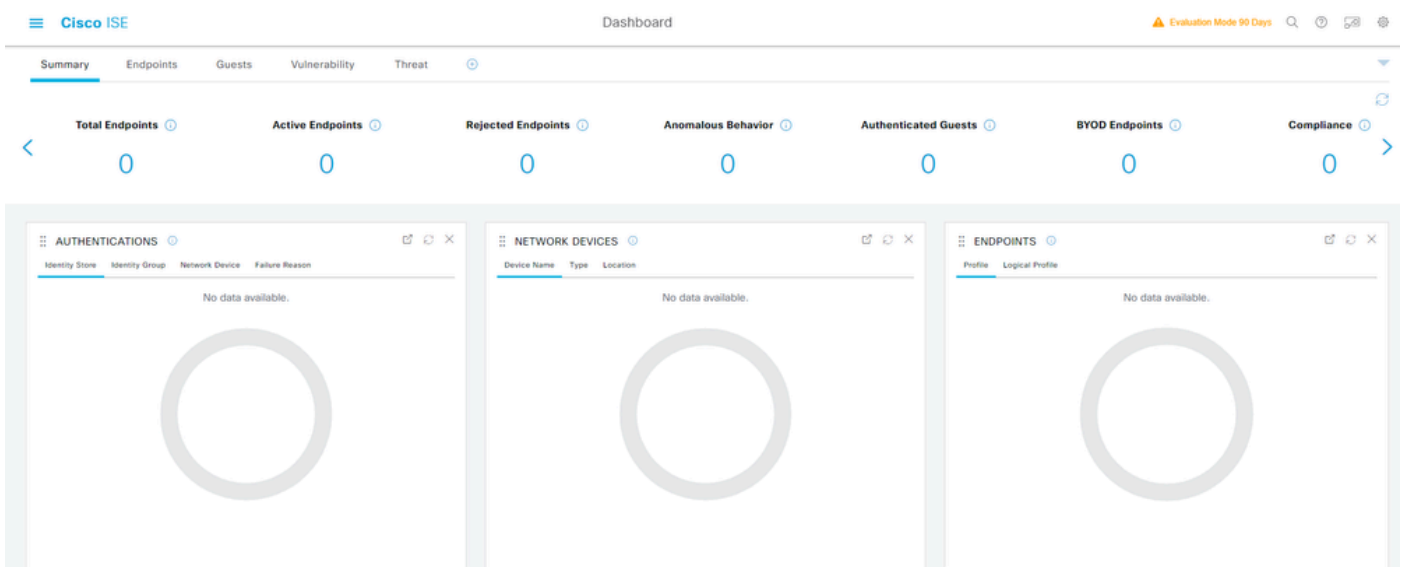 Cisco ISE
Dashboard
Evaluation Mode 90 Days
Summary Endpoints Guests Vulnerability Threat
Total Endpoints Active Endpoints Rejected Endpoints Anomalous Behavior Authenticated Guests BYOD Endpoints Compliance
0 0 0 0 0 0 0
AUTHENTICATIONS
Identity Store Identity Group Network Device Failure Reason
No data available.
NETWORK DEVICES
Device Name Type Location
No data available.
ENDPOINTS
Profile Logical Profile
No data available.